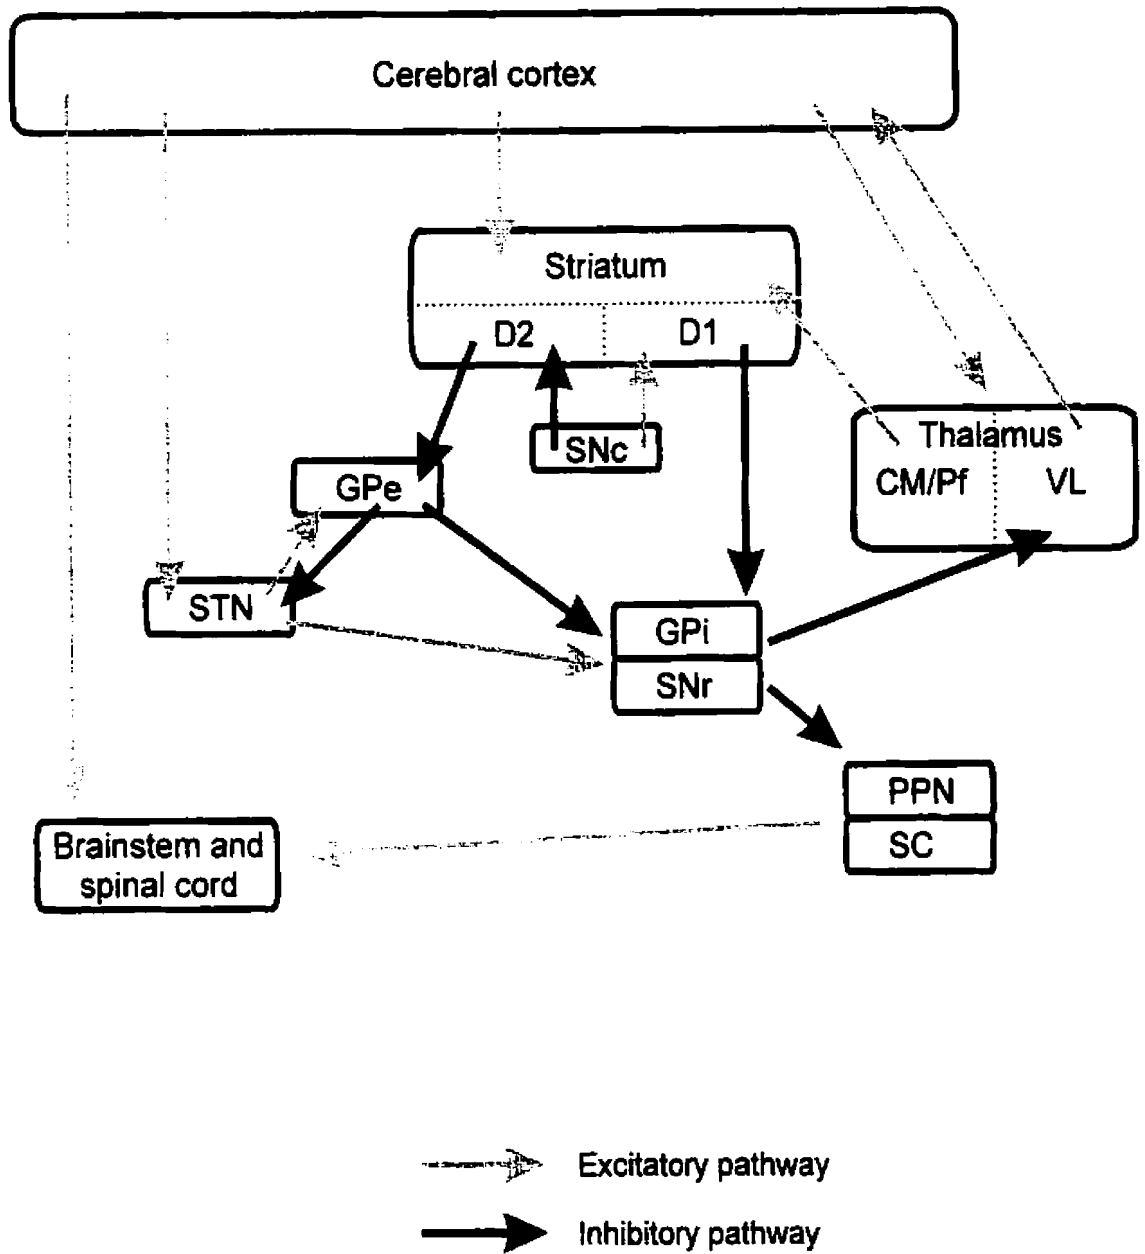 Cerebral cortex
Striatum
D2
D1
SNc
Thalamus
CM/Pf
VL
GPe
STN
GPi
SNr
PPN
SC
Brainstem and
spinal cord
Excitatory pathway
Inhibitory pathway